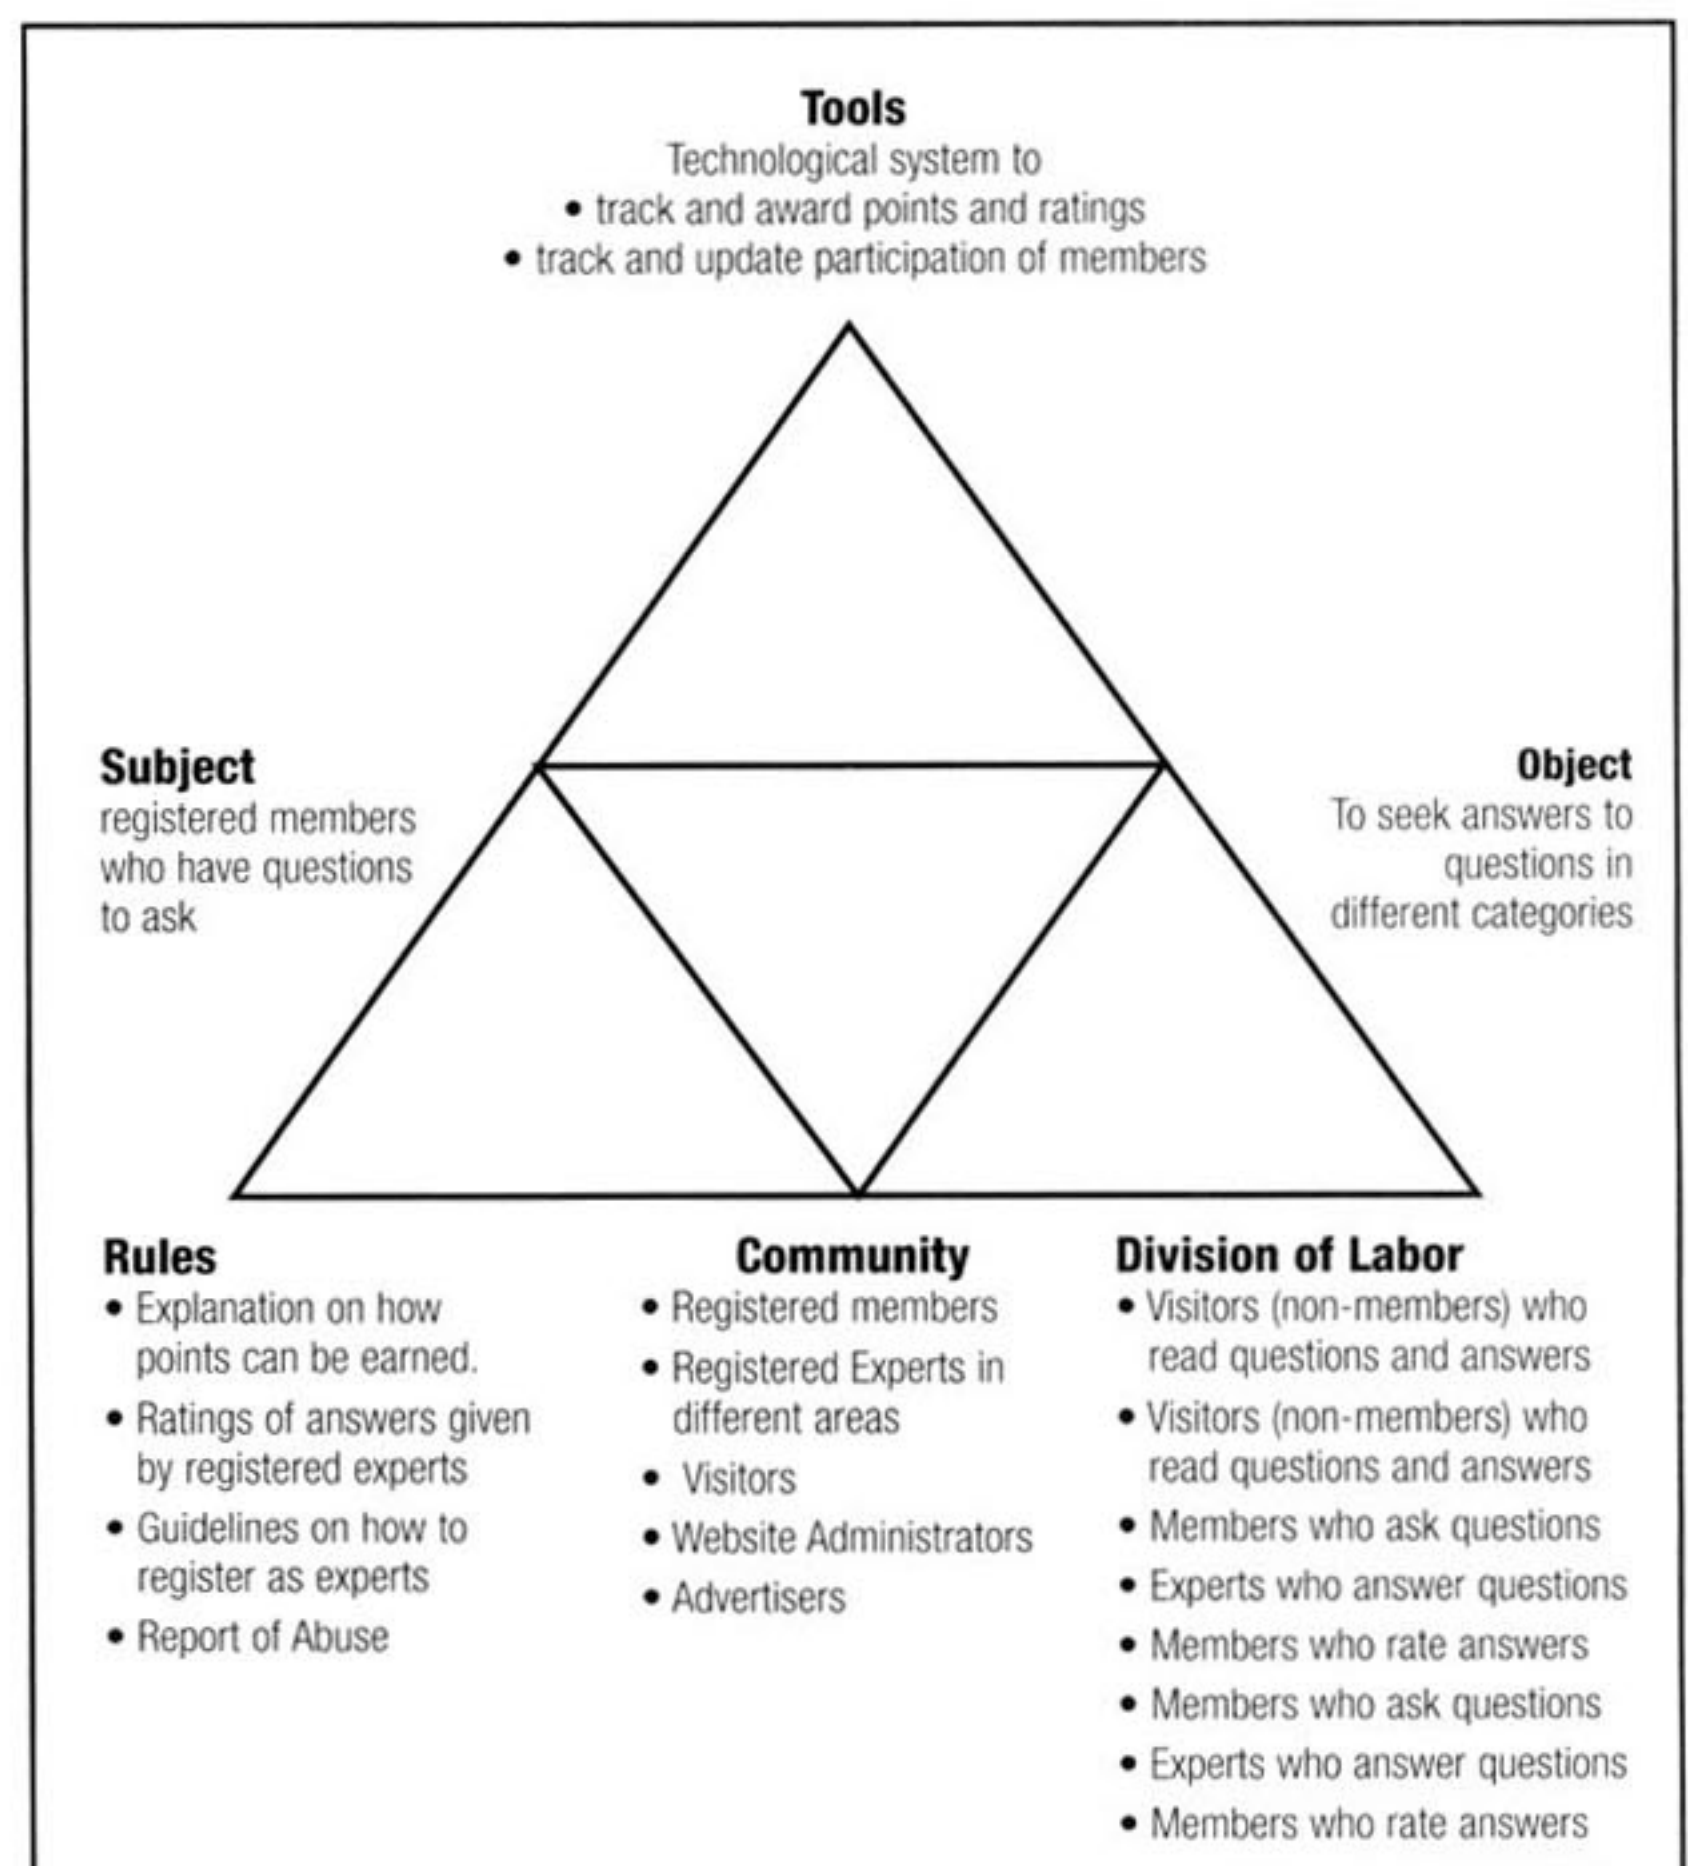 Tools
Technological system to
• track and award points and ratings
• track and update participation of members
Subject
registered members
who have questions
to ask
Object
To seek answers to
questions in
different categories
Rules
• Explanation on how
points can be earned.
• Ratings of answers given
by registered experts
• Guidelines on how to
register as experts
• Report of Abuse
Community
• Registered members
• Registered Experts in
different areas
• Visitors
• Website Administrators
• Advertisers
Division of Labor
• Visitors (non-members) who
read questions and answers
• Visitors (non-members) who
read questions and answers
• Members who ask questions
• Experts who answer questions
• Members who rate answers
• Members who ask questions
• Experts who answer questions
• Members who rate answers